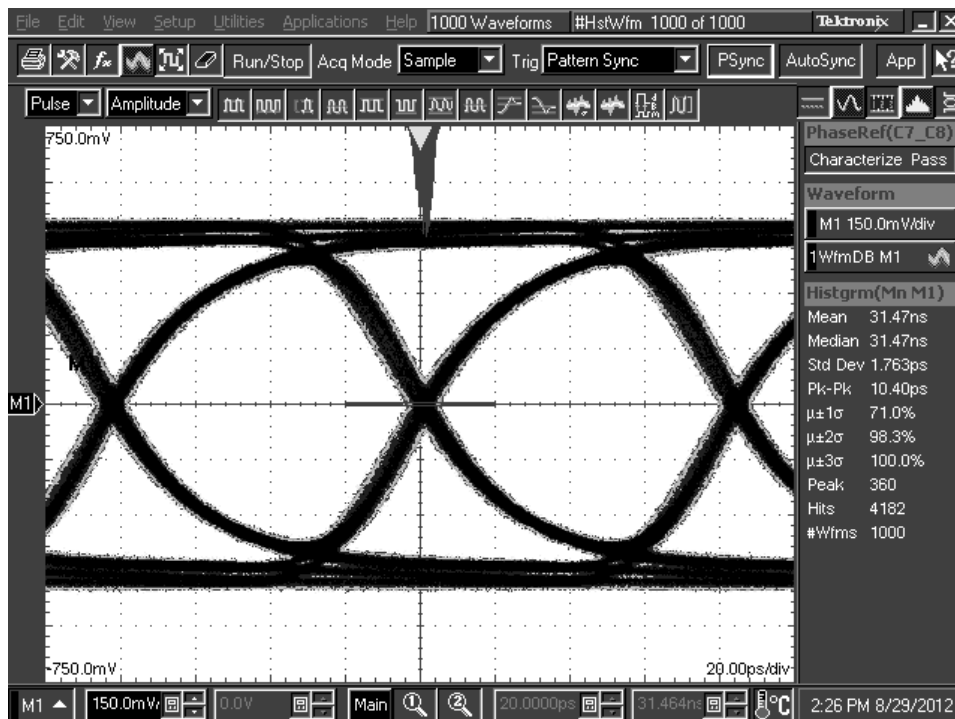 File Edit View Setup Utilities Applications Help 1000 Waveforms #HstWfm 1000 of 1000 Tektronix
Run/Stop Acq Mode Sample Trig Pattern Sync PSync AutoSync App
Pulse Amplitude
750.0mV
PhaseRef(C7_C8)
Characterize Pass
Waveform
M1 150.0mV/div
1WfmDB M1
Histgrm(Mn M1)
Mean 31.47ns
Median 31.47ns
Std Dev 1.763ps
Pk-Pk 10.40ps
µ±1σ 71.0%
µ±2σ 98.3%
µ±3σ 100.0%
Peak 360
Hits 4182
#Wfms 1000
M1
-750.0mV
20.00ps/div
M1 150.0mV/ 0.0V Main 1 2 20.0000ps 31.464n °C 2:26 PM 8/29/2012